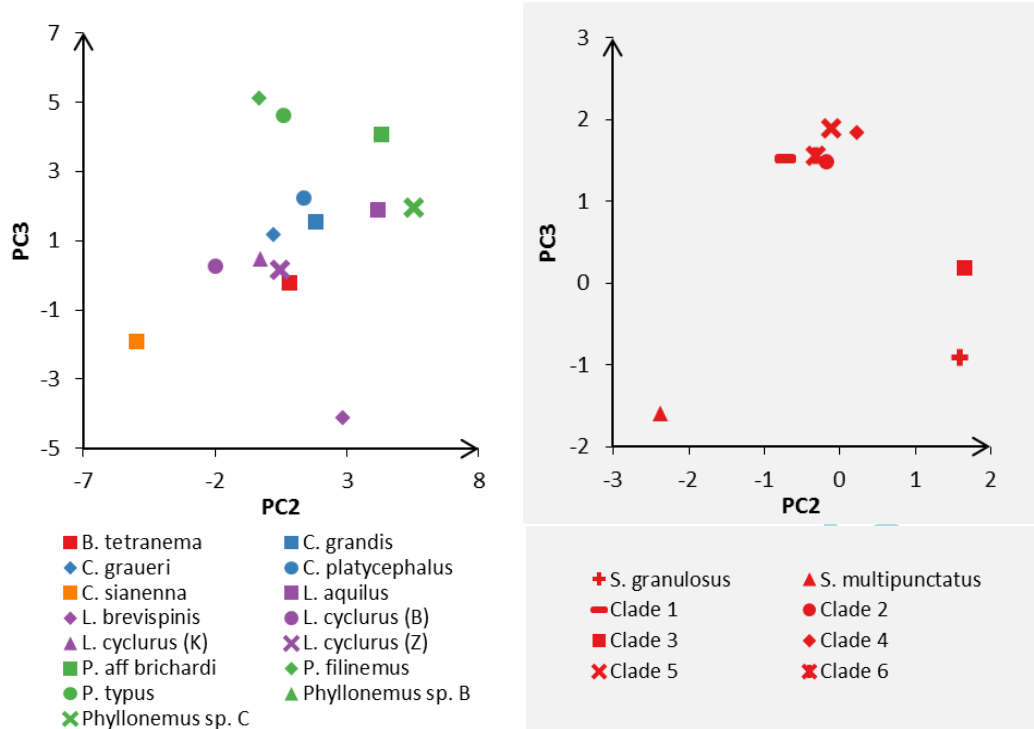 7
5
3
1
-1
-3
-5
PC3
-7
-2
3
8
PC2
B. tetranema
C. grandis
C. graueri
C. platycephalus
C. sianenna
L. aquilus
L. brevispinis
L. cyclurus (B)
L. cyclurus (K)
L. cyclurus (Z)
P. aff brichardi
P. filinemus
P. typus
Phyllonemus sp. B
Phyllonemus sp. C
3
2
1
0
-1
-2
PC3
-3
-2
-1
0
1
2
PC2
S. granulosus
S. multipunctatus
Clade 1
Clade 2
Clade 3
Clade 4
Clade 5
Clade 6